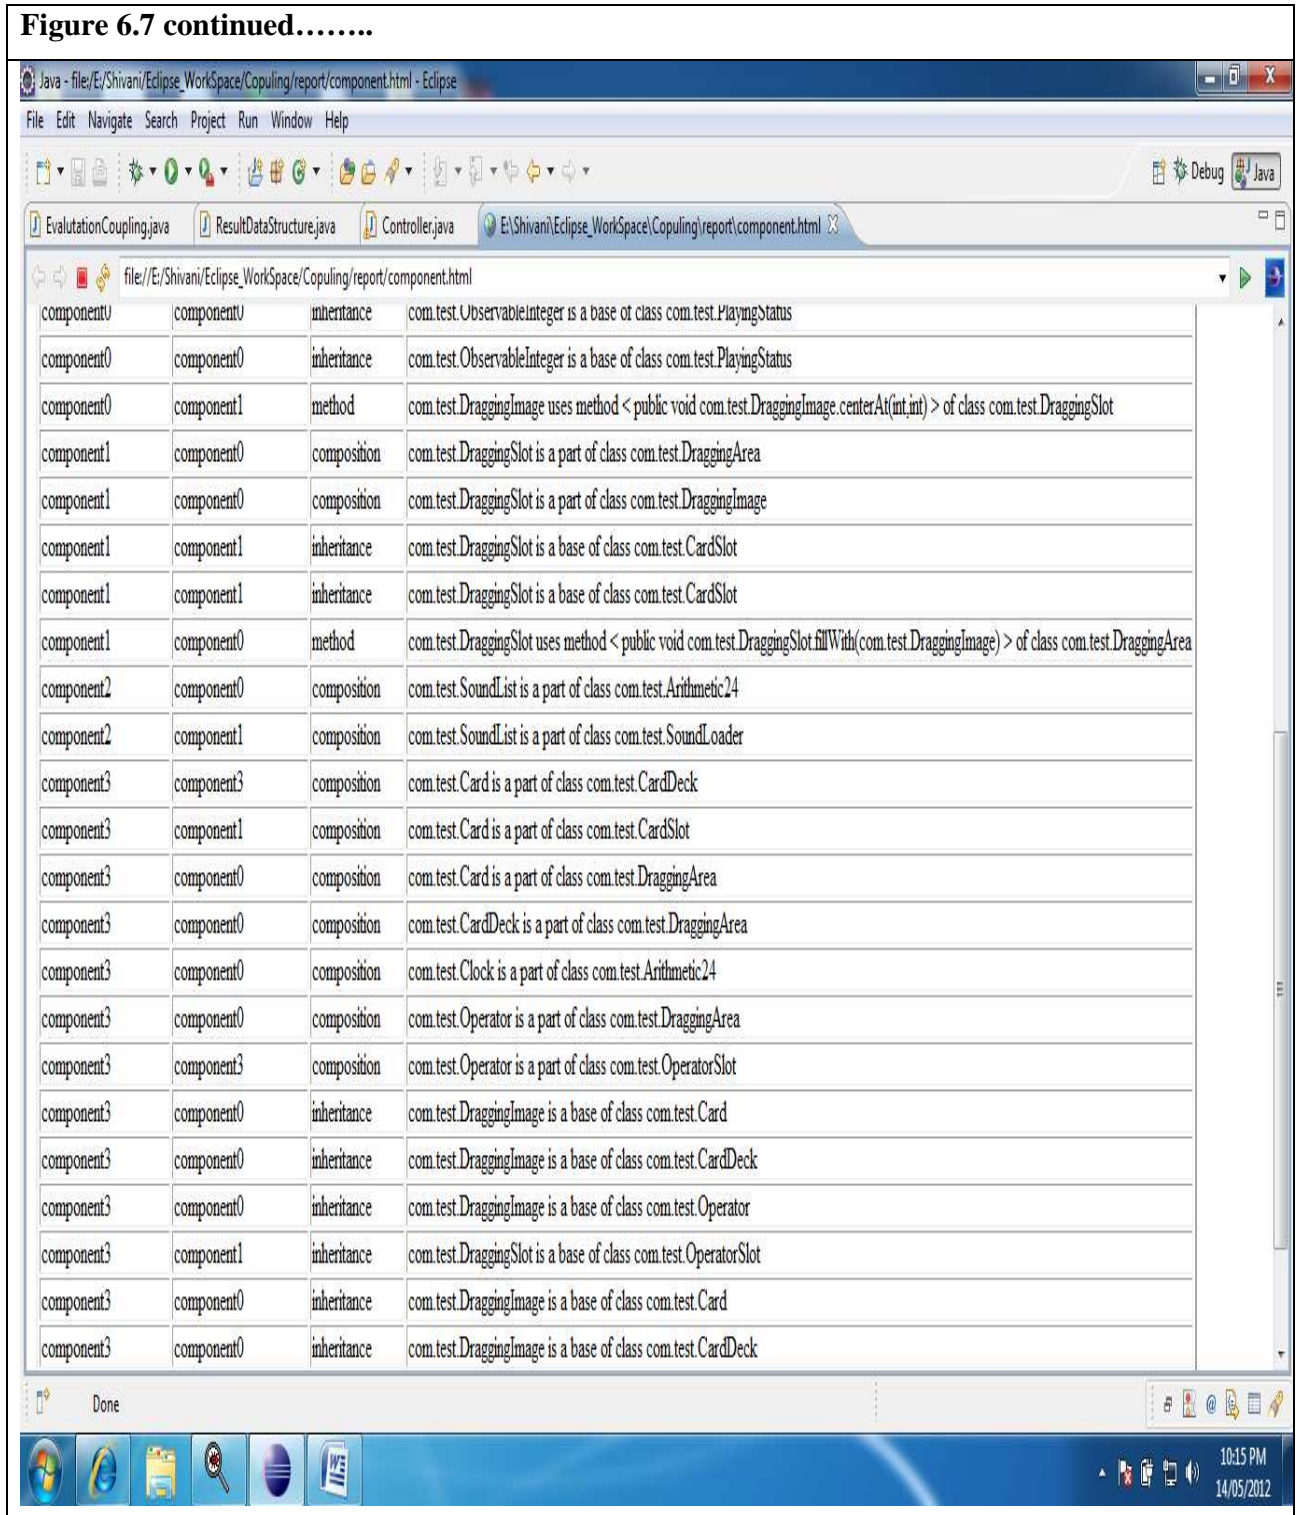 Figure 6.7 continued……..
Java - file:/E:/Shivani/Eclipse_WorkSpace/Copuling/report/component.html - Eclipse
File Edit Navigate Search Project Run Window Help
Debug Java
EvalutationCoupling.java ResultDataStructure.java Controller.java E:\Shivani\Eclipse_WorkSpace\Copuling\report\component.html
file://E:/Shivani/Eclipse_WorkSpace/Copuling/report/component.html
component0 component0 inheritance com.test.ObservableInteger is a base of class com.test.PlayingStatus
component0 component0 inheritance com.test.ObservableInteger is a base of class com.test.PlayingStatus
component0 component1 method com.test.DraggingImage uses method < public void com.test.DraggingImage.centerAt(int,int) > of class com.test.DraggingSlot
component1 component0 composition com.test.DraggingSlot is a part of class com.test.DraggingArea
component1 component0 composition com.test.DraggingSlot is a part of class com.test.DraggingImage
component1 component1 inheritance com.test.DraggingSlot is a base of class com.test.CardSlot
component1 component1 inheritance com.test.DraggingSlot is a base of class com.test.CardSlot
component1 component0 method com.test.DraggingSlot uses method < public void com.test.DraggingSlot.fillWith(com.test.DraggingImage) > of class com.test.DraggingArea
component2 component0 composition com.test.SoundList is a part of class com.test.Arithmetic24
component2 component1 composition com.test.SoundList is a part of class com.test.SoundLoader
component3 component3 composition com.test.Card is a part of class com.test.CardDeck
component3 component1 composition com.test.Card is a part of class com.test.CardSlot
component3 component0 composition com.test.Card is a part of class com.test.DraggingArea
component3 component0 composition com.test.CardDeck is a part of class com.test.DraggingArea
component3 component0 composition com.test.Clock is a part of class com.test.Arithmetic24
component3 component0 composition com.test.Operator is a part of class com.test.DraggingArea
component3 component3 composition com.test.Operator is a part of class com.test.OperatorSlot
component3 component0 inheritance com.test.DraggingImage is a base of class com.test.Card
component3 component0 inheritance com.test.DraggingImage is a base of class com.test.CardDeck
component3 component0 inheritance com.test.DraggingImage is a base of class com.test.Operator
component3 component1 inheritance com.test.DraggingSlot is a base of class com.test.OperatorSlot
component3 component0 inheritance com.test.DraggingImage is a base of class com.test.Card
component3 component0 inheritance com.test.DraggingImage is a base of class com.test.CardDeck
Done
10:15 PM
14/05/2012